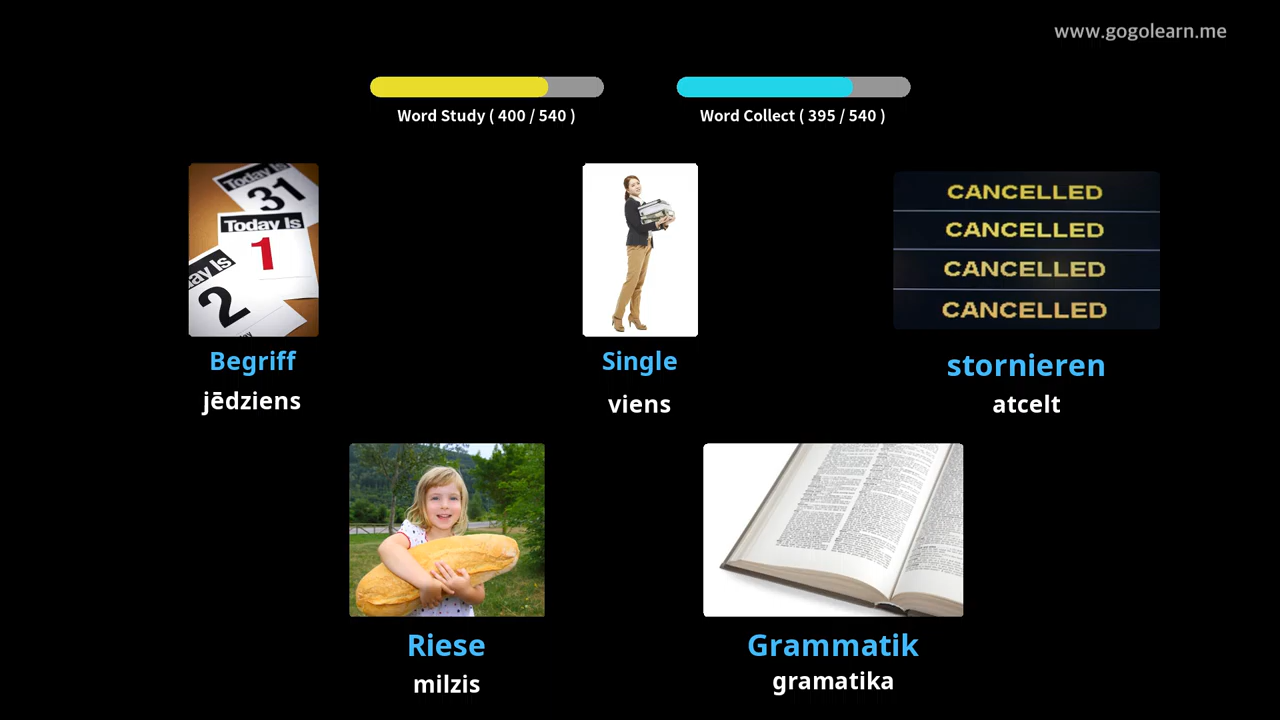 www.gogolearn.me
Word Study ( 400 / 540 )
Word Collect ( 395 / 540 )
Today Is
31
Today Is
1
ay Is
2
CANCELLED
CANCELLED
CANCELLED
CANCELLED
Begriff
jēdziens
Single
viens
stornieren
atcelt
Riese
milzis
Grammatik
gramatika